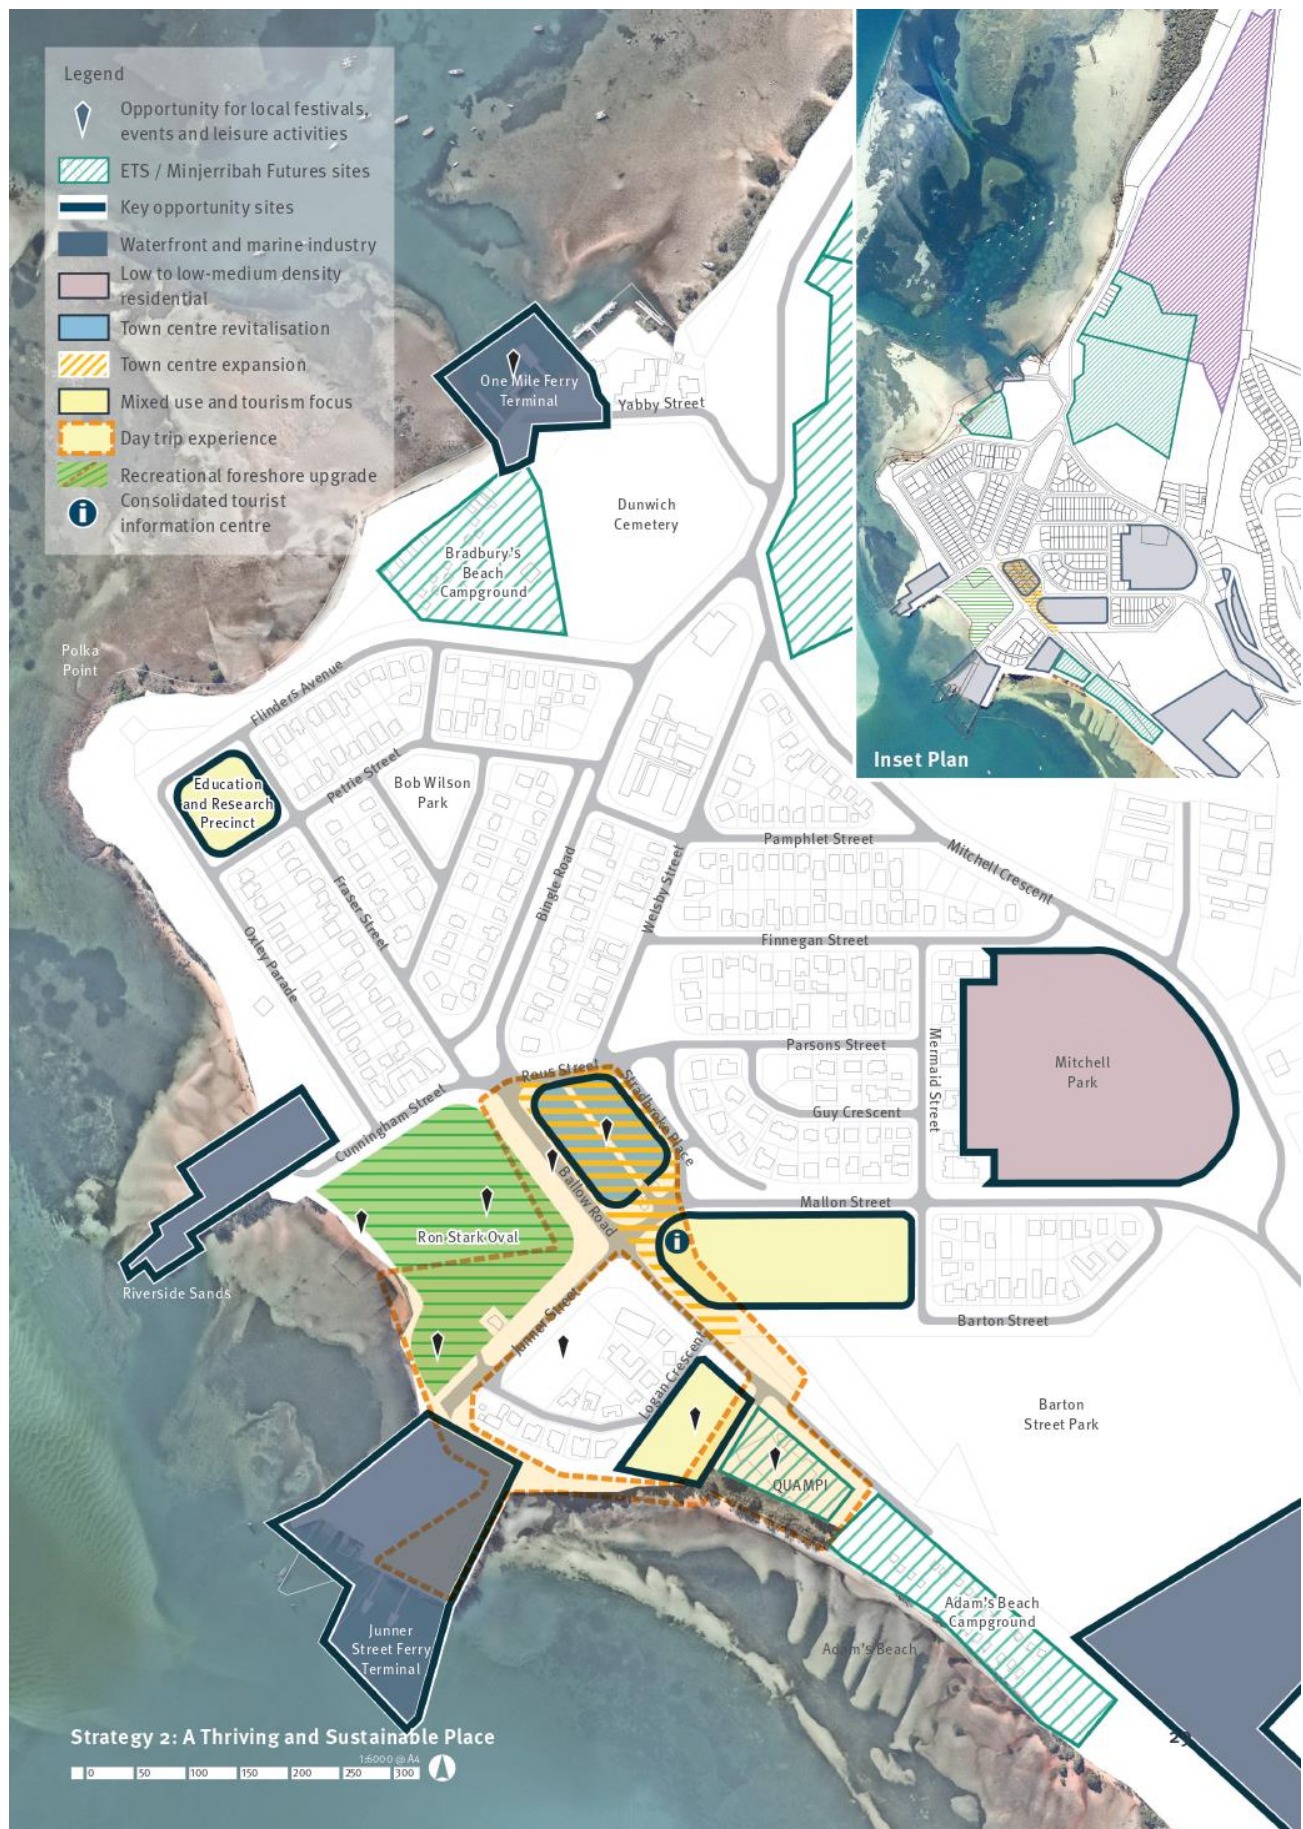 Legend
Opportunity for local festivals,
events and leisure activities
ETS / Minjerribah Futures sites
Key opportunity sites
Waterfront and marine industry
Low to low-medium density
residential
Town centre revitalisation
Town centre expansion
Mixed use and tourism focus
Day trip experience
Recreational foreshore upgrade
i
Consolidated tourist
information centre
Inset Plan
One Mile Ferry
Terminal
Yabby Street
Dunwich
Cemetery
Bradbury's
Beach
Campground
Polka
Point
Flinders Avenue
Petrie Street
Education
and Research
Precinct
Bob Wilson
Park
Fraser Street
Oxley Parade
Bingle Road
Welsby Street
Pamphlet Street
Mitchell Crescent
Finnegan Street
Parsons Street
Mermaid Street
Mitchell
Park
Guy Crescent
Rous Street
Stradbroke Place
Cunningham Street
Ballow Road
Mallon Street
Ron Stark Oval
i
Riverside Sands
Junner Street
Barton Street
Logan Crescent
Barton
Street Park
QUAMPI
Adam's Beach
Campground
Adam's Beach
Junner
Street Ferry
Terminal
Strategy 2: A Thriving and Sustainable Place
1:6000 @ A4
0 50 100 150 200 250 300
29